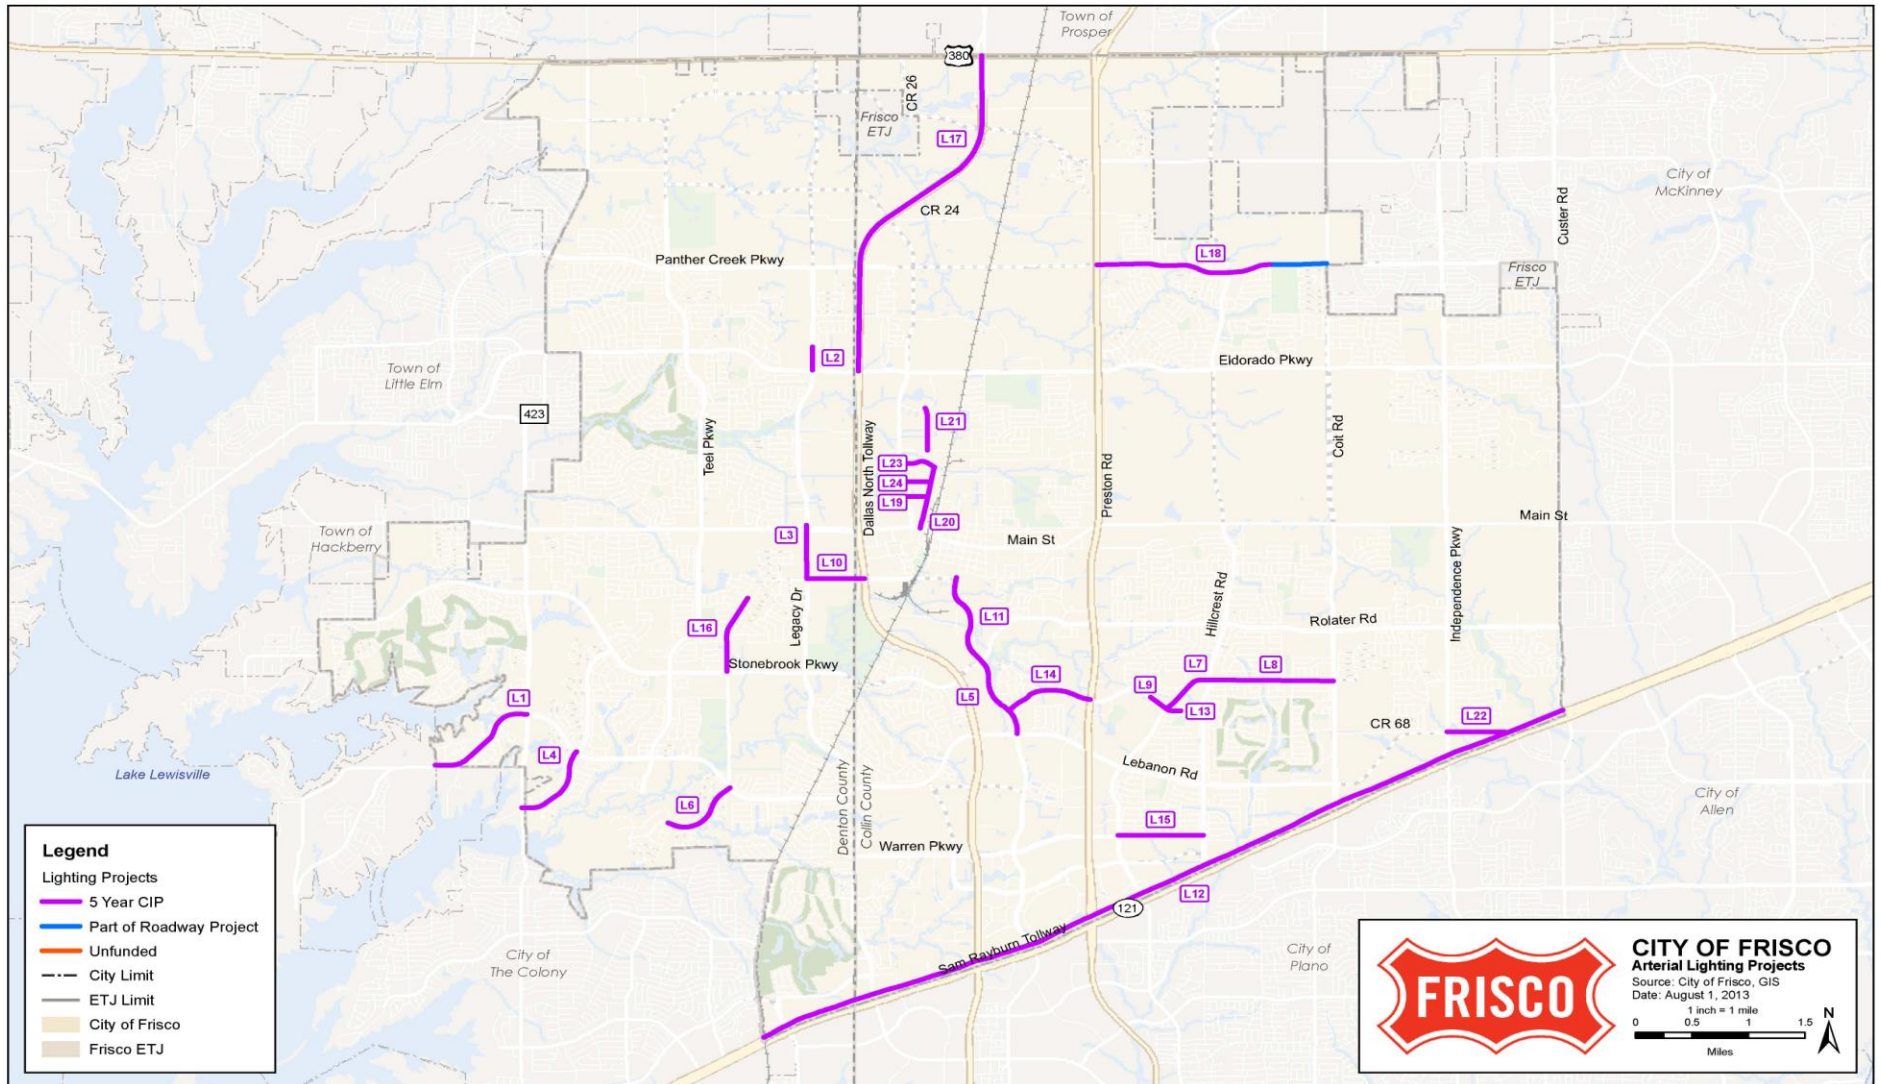 Town of
Prosper
380
CR 26
Frisco
ETJ
L17
CR 24
City of
McKinney
Custer Rd
Panther Creek Pkwy
L18
Frisco
ETJ
L2
Eldorado Pkwy
Town of
Little Elm
423
Teel Pkwy
Dallas North Tollway
L21
L23
L24
L19
L20
Preston Rd
Coit Rd
Main St
Independence Pkwy
Town of
Hackberry
L3
L10
Main St
Legacy Dr
L16
L11
Hillcrest Rd
Rolater Rd
Stonebrook Pkwy
L14
L7
L8
L1
L5
L9
L13
L22
CR 68
L4
Lake Lewisville
Lebanon Rd
L6
Denton County
Collin County
City of
Allen
L15
Warren Pkwy
L12
121
Sam Rayburn Tollway
City of
The Colony
City of
Plano
Legend
Lighting Projects
5 Year CIP
Part of Roadway Project
Unfunded
City Limit
ETJ Limit
City of Frisco
Frisco ETJ
FRISCO
CITY OF FRISCO
Arterial Lighting Projects
Source: City of Frisco, GIS
Date: August 1, 2013
1 inch = 1 mile
0 0.5 1 1.5
Miles
N